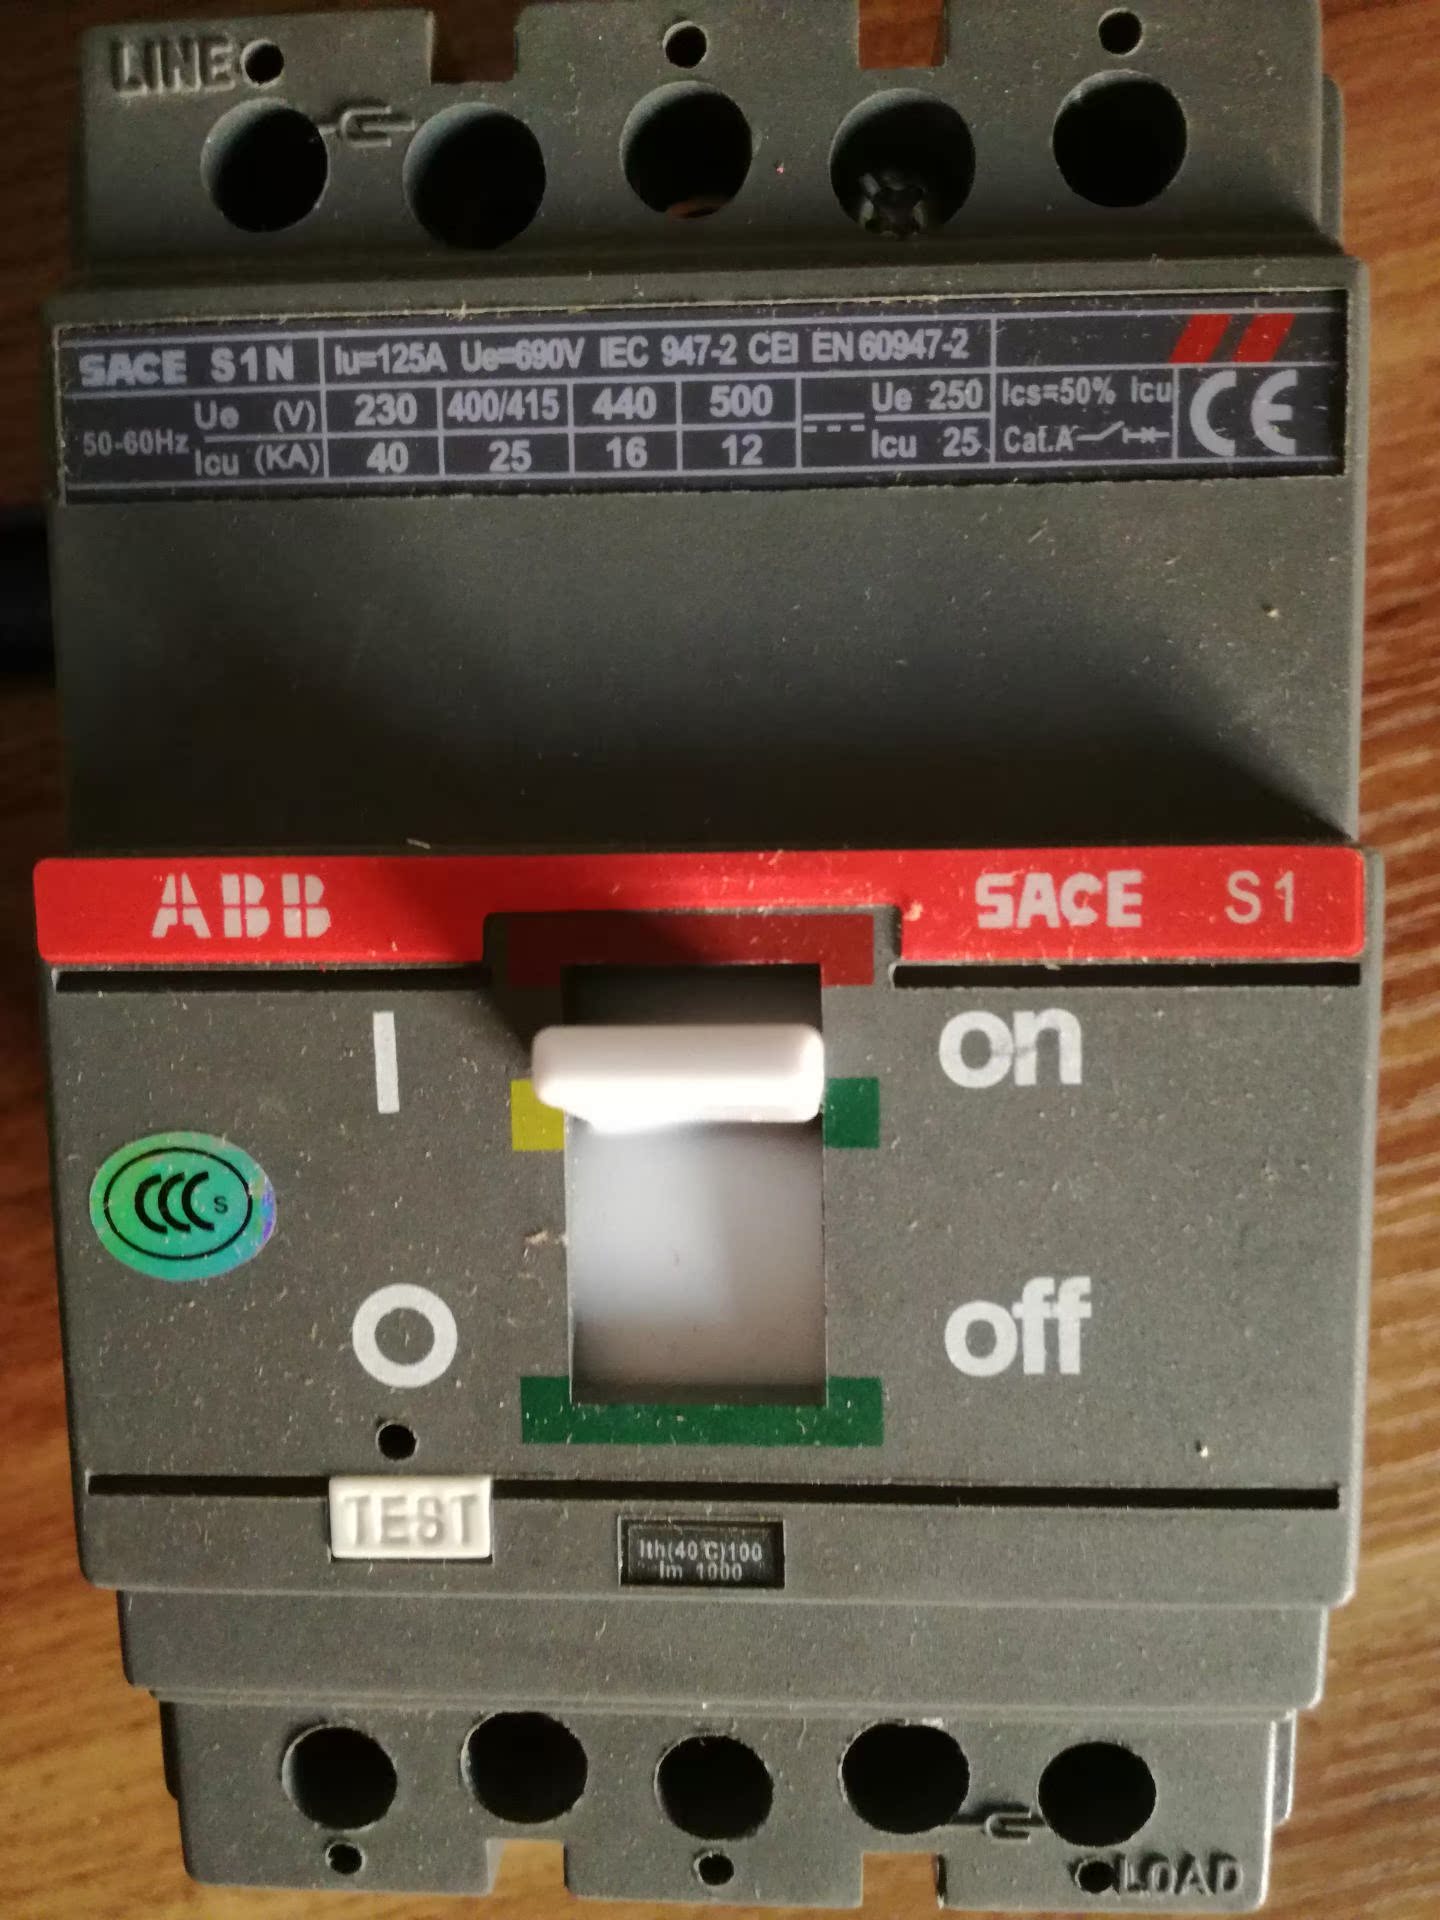 LINE
SACE S1N Iu=125A Ue=690V IEC 947-2 CEI EN 60947-2
50-60Hz Ue (V) 230 400/415 440 500 Ue 250 Ics=50% Icu
Icu (KA) 40 25 16 12 Icu 25 Cat.A CE
ABB SACE S1
I on
CCC S
O off
TEST
Ith(40℃)100
Im 1000
LOAD